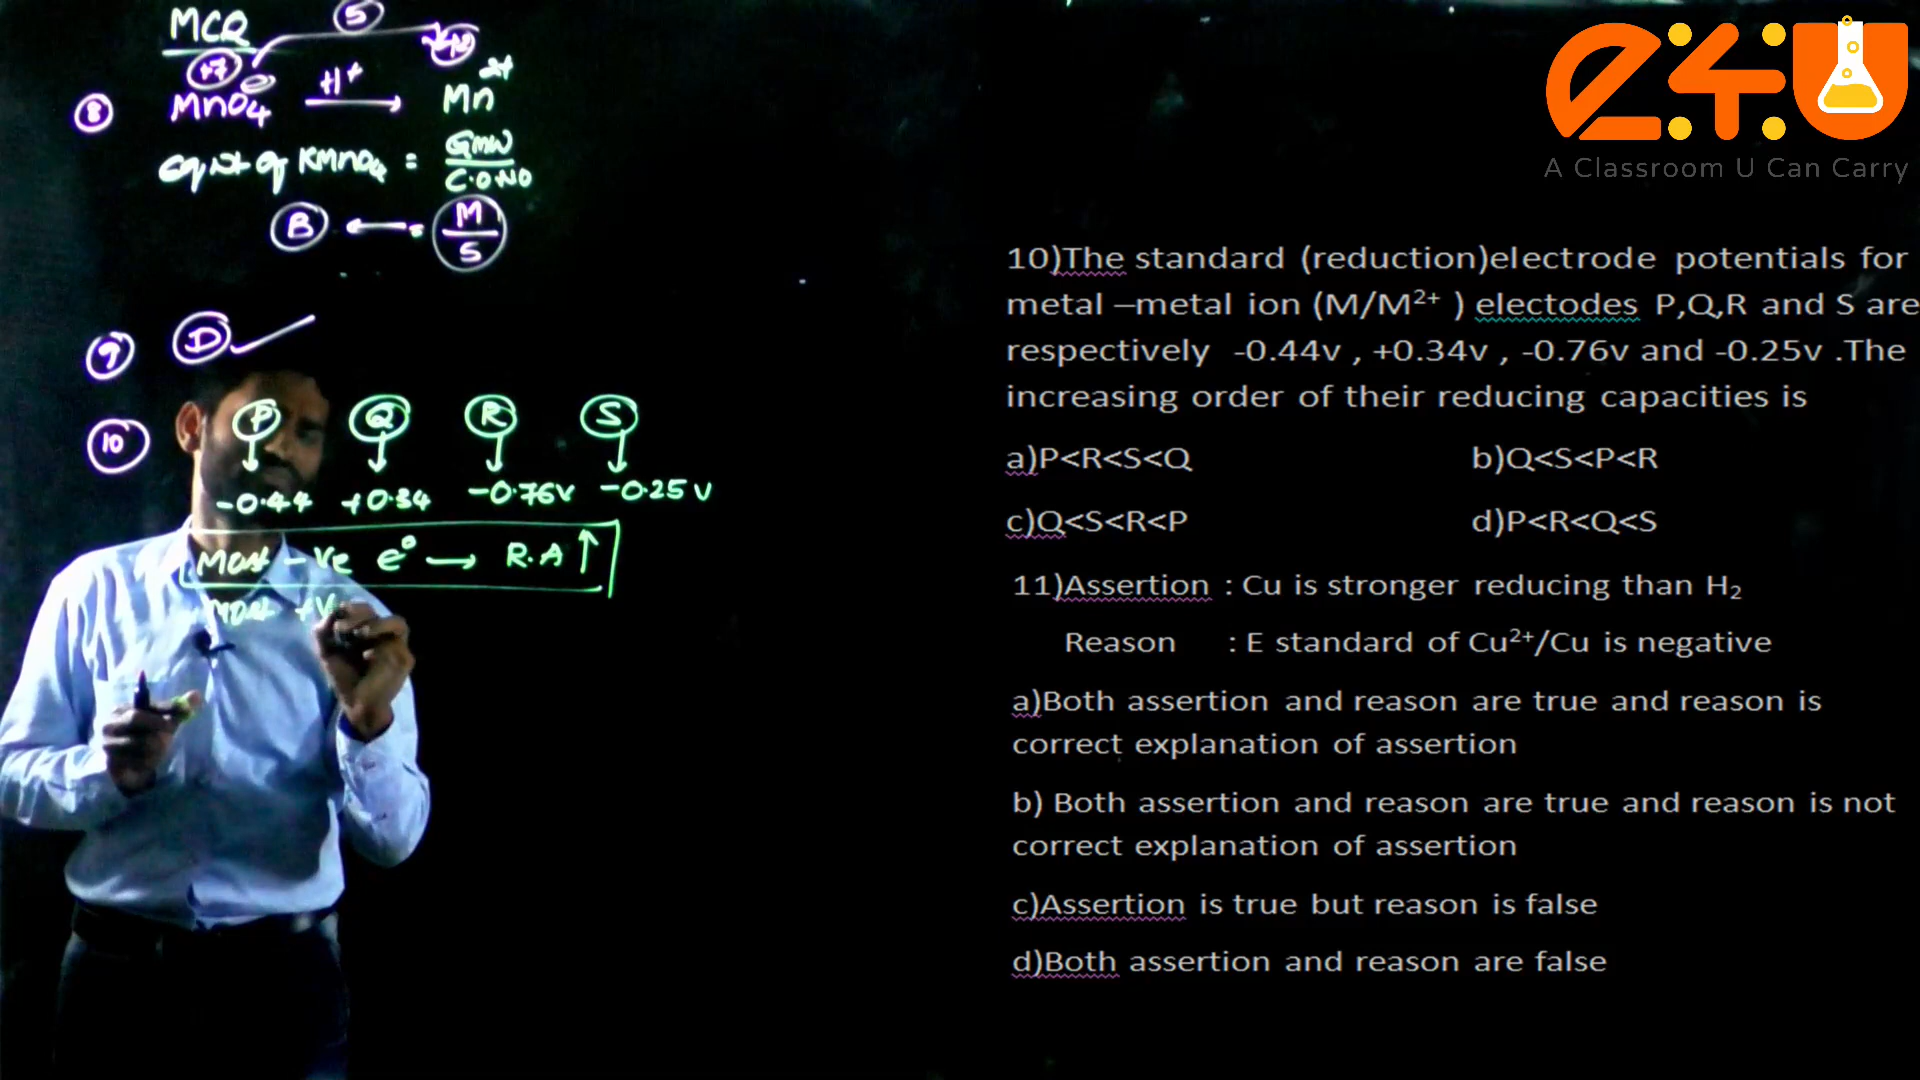 MCQ
5
+7
+2
8 MnO4 H+ Mn2+
Eq.wt of KMnO4 = GMW / C.O.NO
B = M / 5
9 D
10 P Q R S
-0.44 +0.34 -0.76V -0.25 V
Most -Ve e° R.A
Most +V
e4U
A Classroom U Can Carry
10)The standard (reduction)electrode potentials for
metal –metal ion (M/M²⁺ ) electodes P,Q,R and S are
respectively -0.44v , +0.34v , -0.76v and -0.25v .The
increasing order of their reducing capacities is
a)P<R<S<Q b)Q<S<P<R
c)Q<S<R<P d)P<R<Q<S
11)Assertion : Cu is stronger reducing than H₂
Reason : E standard of Cu²⁺/Cu is negative
a)Both assertion and reason are true and reason is
correct explanation of assertion
b) Both assertion and reason are true and reason is not
correct explanation of assertion
c)Assertion is true but reason is false
d)Both assertion and reason are false